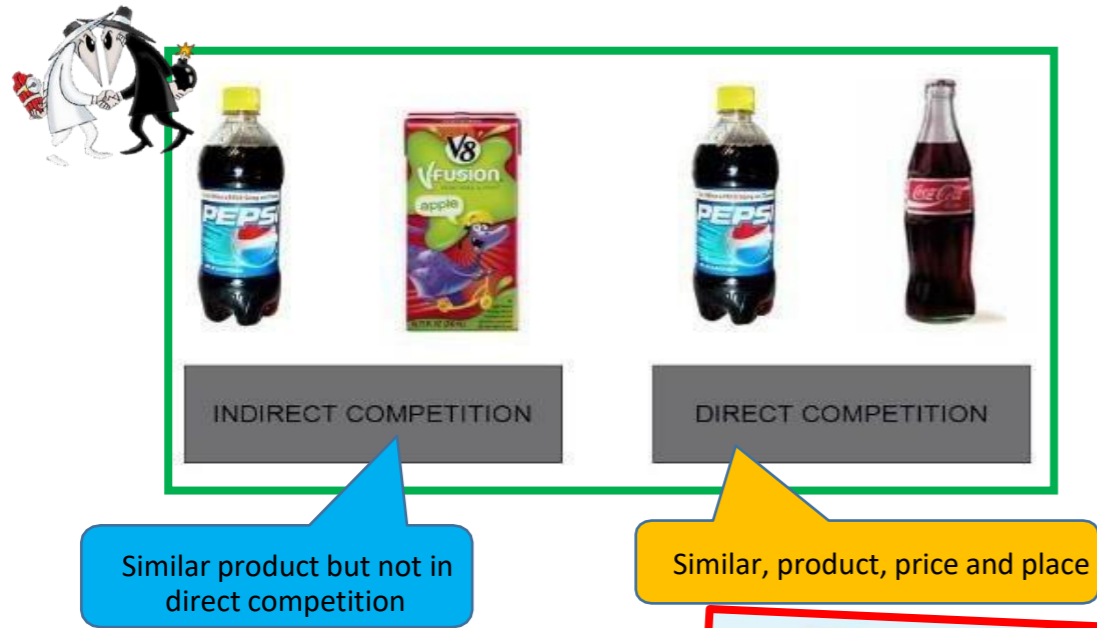 PEPSI
V8
V-FUSION
apple
PEPSI
Coca-Cola
INDIRECT COMPETITION
DIRECT COMPETITION
Similar product but not in
direct competition
Similar, product, price and place